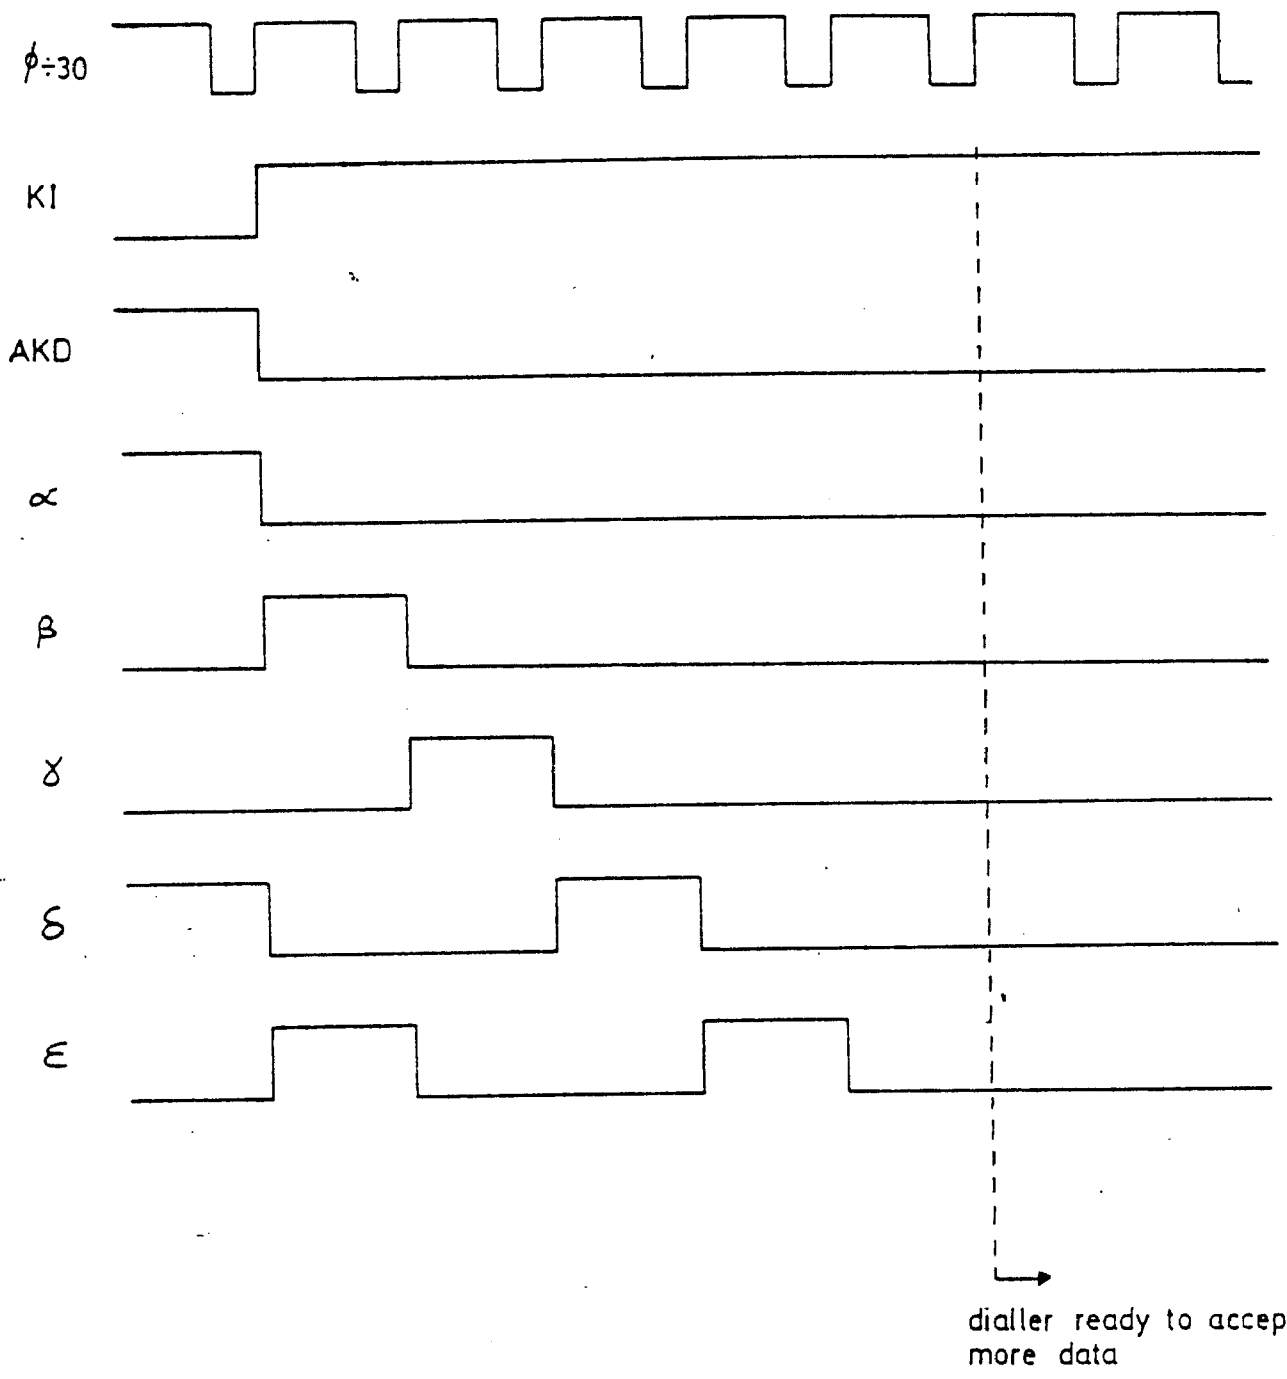 ϕ÷30
KI
AKD
α
β
γ
δ
ε
dialler ready to accep
more data